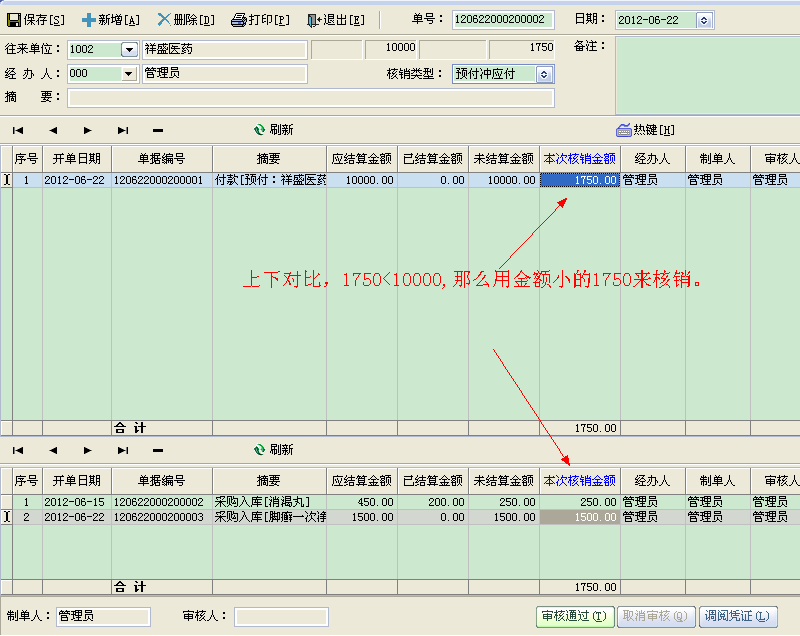 保存[S] 新增[A] 删除[D] 打印[P] 退出[E] 单号： 120622000200002 日期： 2012-06-22
往来单位： 1002 祥盛医药 10000 1750 备注：
经 办 人： 000 管理员 核销类型： 预付冲应付
摘 要：
刷新 热键[H]
序号 开单日期 单据编号 摘要 应结算金额 已结算金额 未结算金额 本次核销金额 经办人 制单人 审核人
1 2012-06-22 120622000200001 付款[预付：祥盛医药 10000.00 0.00 10000.00 1750.00 管理员 管理员 管理员
上下对比，1750<10000,那么用金额小的1750来核销。
合 计 1750.00
刷新
序号 开单日期 单据编号 摘要 应结算金额 已结算金额 未结算金额 本次核销金额 经办人 制单人 审核人
1 2012-06-15 120622000200002 采购入库[消渴丸] 450.00 200.00 250.00 250.00 管理员 管理员 管理员
2 2012-06-22 120622000200003 采购入库[脚癣一次净 1500.00 0.00 1500.00 1500.00 管理员 管理员 管理员
合 计 1750.00
制单人： 管理员 审核人： 审核通过(T) 取消审核(Q) 调阅凭证(L)